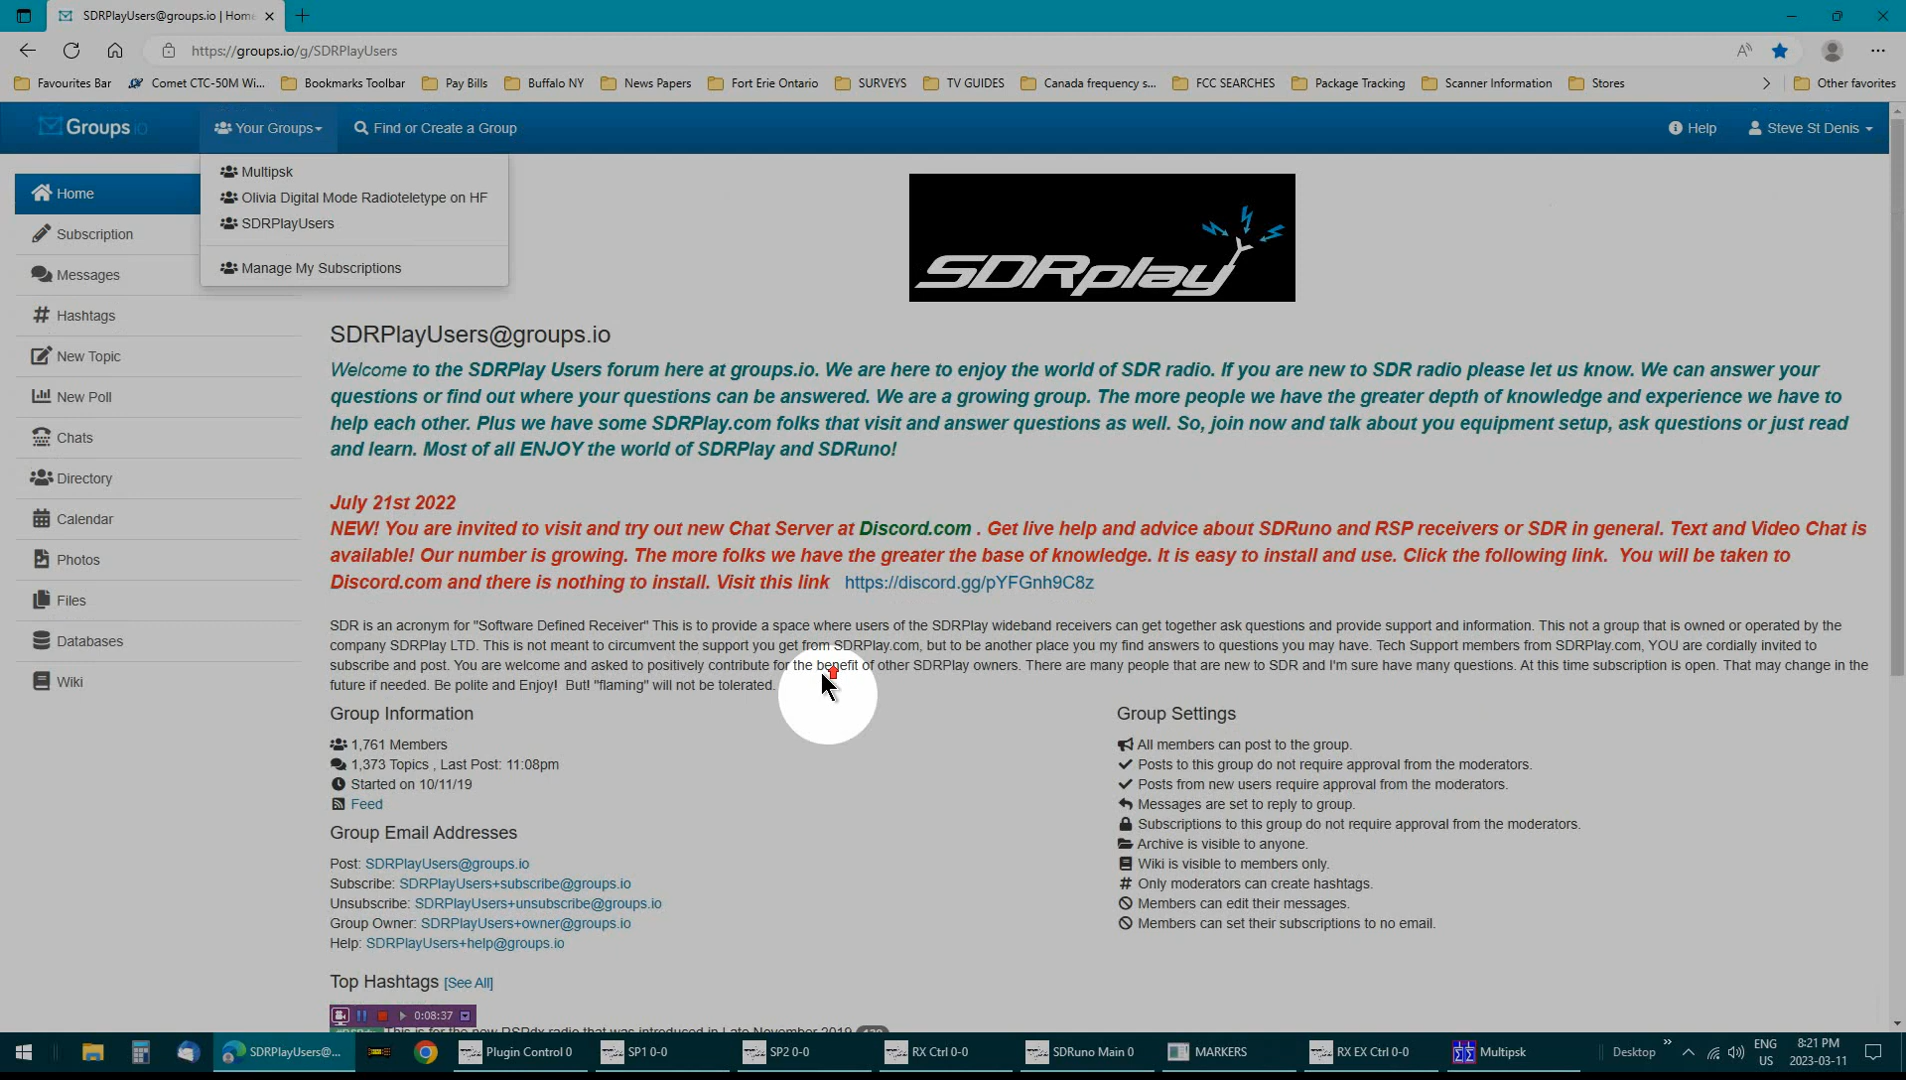 SDRPlayUsers@groups.io | Home
https://groups.io/g/SDRPlayUsers
Favourites Bar
Comet CTC-50M Wi...
Bookmarks Toolbar
Pay Bills
Buffalo NY
News Papers
Fort Erie Ontario
SURVEYS
TV GUIDES
Canada frequency s...
FCC SEARCHES
Package Tracking
Scanner Information
Stores
Other favorites
Groups io
Your Groups
Find or Create a Group
Help
Steve St Denis
Multipsk
Olivia Digital Mode Radioteletype on HF
SDRPlayUsers
Manage My Subscriptions
Home
Subscription
Messages
Hashtags
New Topic
New Poll
Chats
Directory
Calendar
Photos
Files
Databases
Wiki
SDRplay
SDRPlayUsers@groups.io
Welcome to the SDRPlay Users forum here at groups.io. We are here to enjoy the world of SDR radio. If you are new to SDR radio please let us know. We can answer your
questions or find out where your questions can be answered. We are a growing group. The more people we have the greater depth of knowledge and experience we have to
help each other. Plus we have some SDRPlay.com folks that visit and answer questions as well. So, join now and talk about you equipment setup, ask questions or just read
and learn. Most of all ENJOY the world of SDRPlay and SDRuno!
July 21st 2022
NEW! You are invited to visit and try out new Chat Server at Discord.com . Get live help and advice about SDRuno and RSP receivers or SDR in general. Text and Video Chat is
available! Our number is growing. The more folks we have the greater the base of knowledge. It is easy to install and use. Click the following link. You will be taken to
Discord.com and there is nothing to install. Visit this link https://discord.gg/pYFGnh9C8z
SDR is an acronym for "Software Defined Receiver" This is to provide a space where users of the SDRPlay wideband receivers can get together ask questions and provide support and information. This not a group that is owned or operated by the
company SDRPlay LTD. This is not meant to circumvent the support you get from SDRPlay.com, but to be another place you my find answers to questions you may have. Tech Support members from SDRPlay.com, YOU are cordially invited to
subscribe and post. You are welcome and asked to positively contribute for the benefit of other SDRPlay owners. There are many people that are new to SDR and I'm sure have many questions. At this time subscription is open. That may change in the
future if needed. Be polite and Enjoy! But! "flaming" will not be tolerated.
Group Information
1,761 Members
1,373 Topics , Last Post: 11:08pm
Started on 10/11/19
Feed
Group Settings
All members can post to the group.
Posts to this group do not require approval from the moderators.
Posts from new users require approval from the moderators.
Messages are set to reply to group.
Subscriptions to this group do not require approval from the moderators.
Archive is visible to anyone.
Wiki is visible to members only.
Only moderators can create hashtags.
Members can edit their messages.
Members can set their subscriptions to no email.
Group Email Addresses
Post: SDRPlayUsers@groups.io
Subscribe: SDRPlayUsers+subscribe@groups.io
Unsubscribe: SDRPlayUsers+unsubscribe@groups.io
Group Owner: SDRPlayUsers+owner@groups.io
Help: SDRPlayUsers+help@groups.io
Top Hashtags [See All]
0:08:37
This is for the new RSPdx radio that was introduced in Late November 2019
SDRPlayUsers@...
Plugin Control 0
SP1 0-0
SP2 0-0
RX Ctrl 0-0
SDRuno Main 0
MARKERS
RX EX Ctrl 0-0
Multipsk
Desktop
ENG
US
8:21 PM
2023-03-11